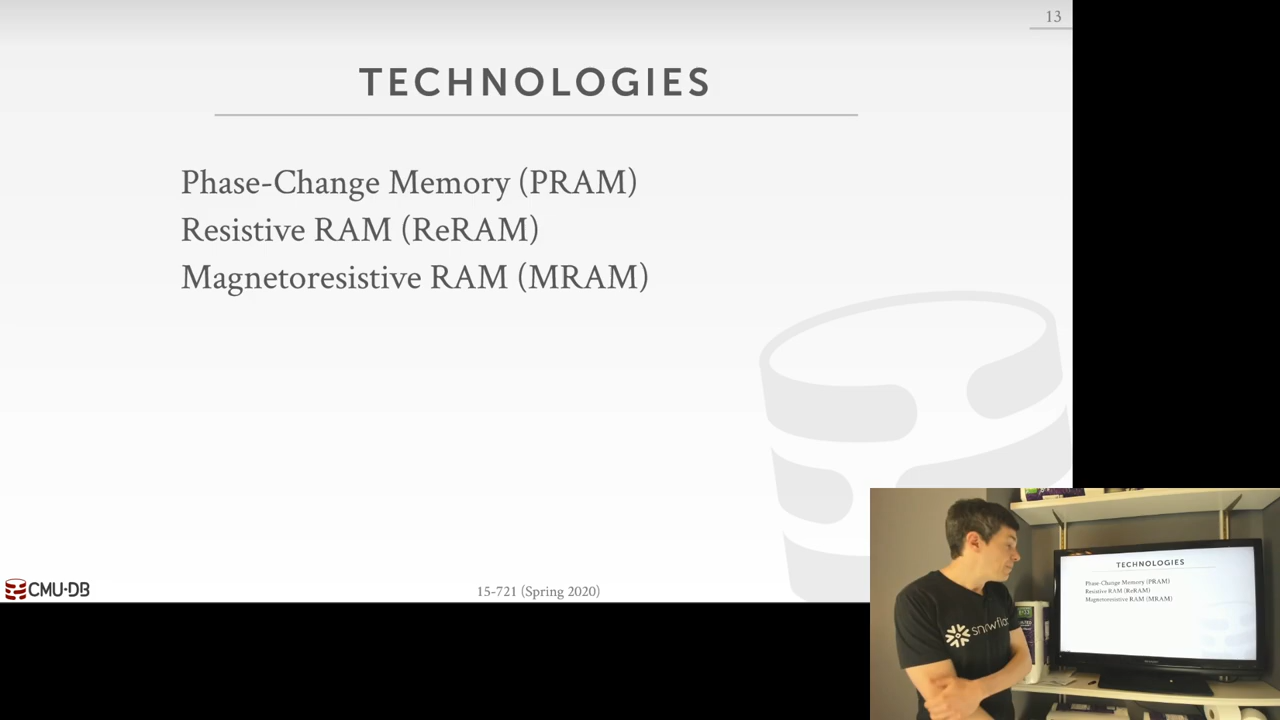 13
TECHNOLOGIES
Phase-Change Memory (PRAM)
Resistive RAM (ReRAM)
Magnetoresistive RAM (MRAM)
CMU·DB
15-721 (Spring 2020)
TECHNOLOGIES
Phase-Change Memory (PRAM)
Resistive RAM (ReRAM)
Magnetoresistive RAM (MRAM)